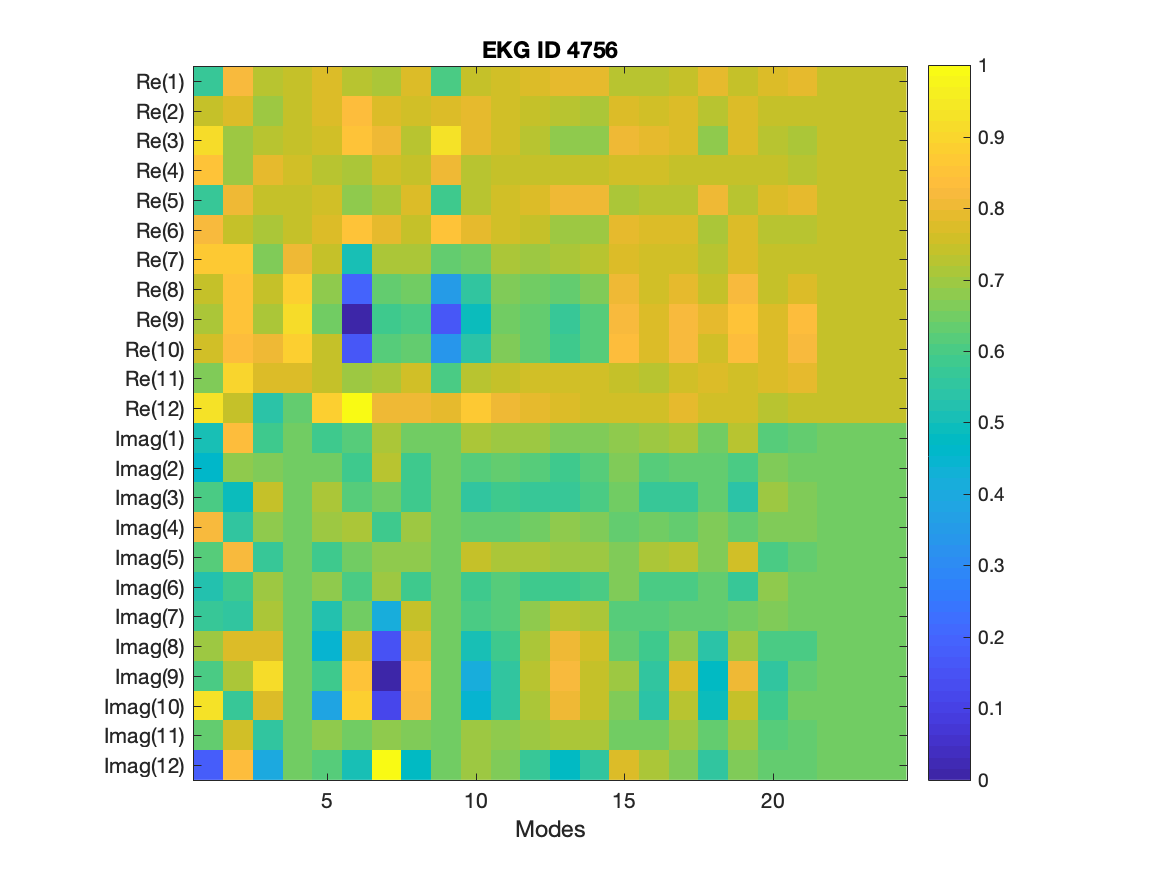 EKG ID 4756
Re(1)
Re(2)
Re(3)
Re(4)
Re(5)
Re(6)
Re(7)
Re(8)
Re(9)
Re(10)
Re(11)
Re(12)
Imag(1)
Imag(2)
Imag(3)
Imag(4)
Imag(5)
Imag(6)
Imag(7)
Imag(8)
Imag(9)
Imag(10)
Imag(11)
Imag(12)
5 10 15 20
Modes
1
0.9
0.8
0.7
0.6
0.5
0.4
0.3
0.2
0.1
0